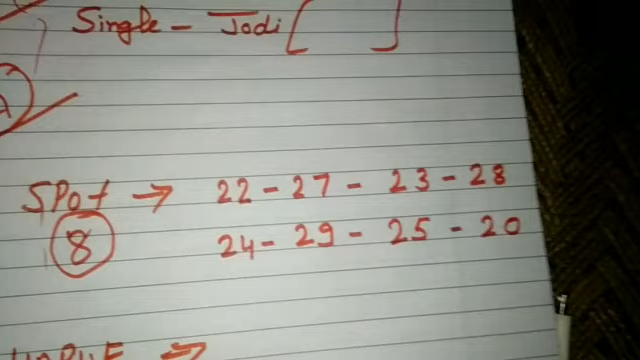 Single - Jodi [ ]
SPot → 22 - 27 - 23 - 28
8 24 - 29 - 25 - 20